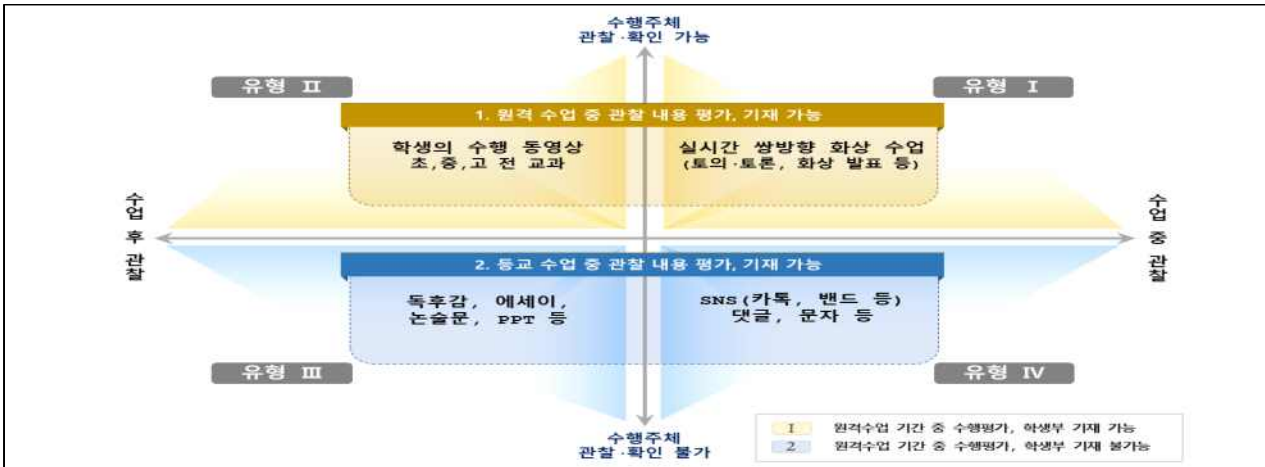 수행주체
관찰·확인 가능
유형 Ⅱ
유형 Ⅰ
1. 원격 수업 중 관찰 내용 평가, 기재 가능
학생의 수행 동영상
초,중,고 전 교과
실시간 쌍방향 화상 수업
(토의·토론, 화상 발표 등)
수업 후 관찰
수업 중 관찰
2. 등교 수업 중 관찰 내용 평가, 기재 가능
독후감, 에세이,
논술문, PPT 등
SNS(카톡, 밴드 등)
댓글, 문자 등
유형 Ⅲ
유형 Ⅳ
수행주체
관찰·확인 불가
1 원격수업 기간 중 수행평가, 학생부 기재 가능
2 원격수업 기간 중 수행평가, 학생부 기재 불가능